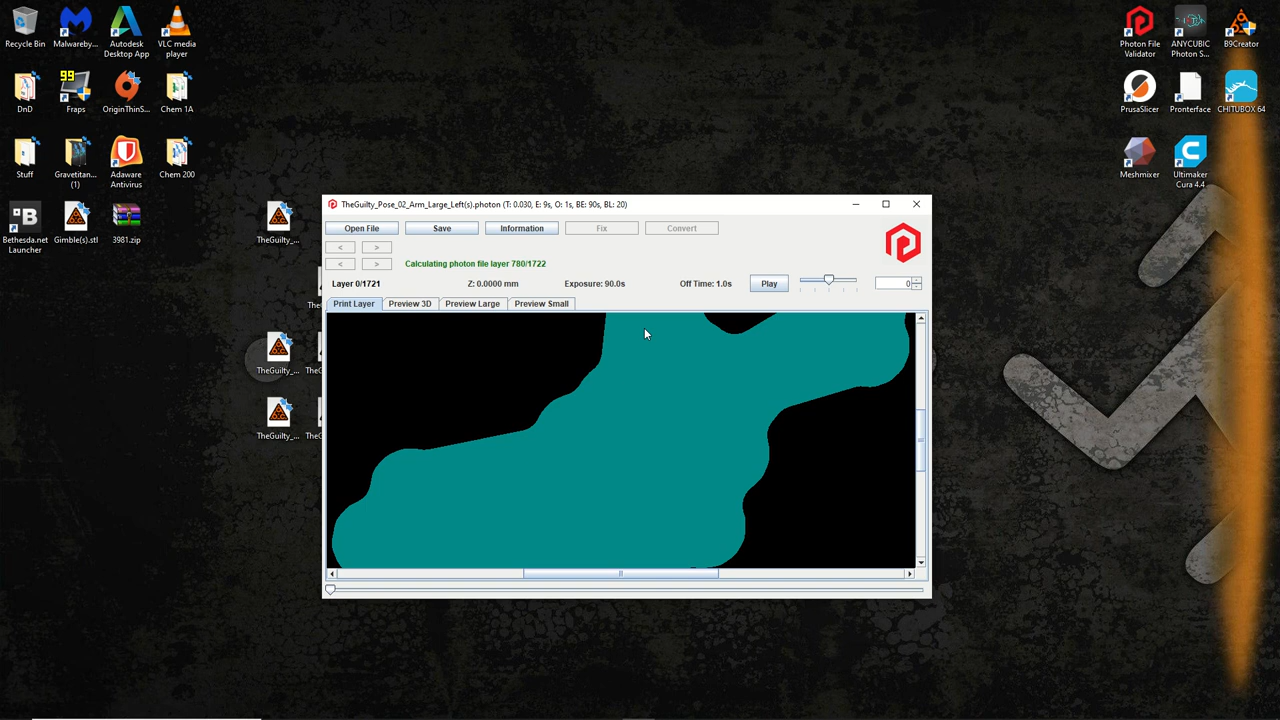 Recycle Bin
Malwareby...
Autodesk
Desktop App
VLC media
player
Photon File
Validator
ANYCUBIC
Photon S...
B9Creator
DnD
99
Fraps
OriginThinS...
Chem 1A
PrusaSlicer
Pronterface
CHITUBOX 64
Stuff
Gravetitan...
(1)
Adaware
Antivirus
Chem 200
Meshmixer
Ultimaker
Cura 4.4
Bethesda.net
Launcher
Gimble(s).stl
3981.zip
TheGuilty_...
TheGuilty_...
TheG
TheGuilty_...
TheG
TheGuilty_Pose_02_Arm_Large_Left(s).photon (T: 0.030, E: 9s, O: 1s, BE: 90s, BL: 20)
Open File
Save
Information
Fix
Convert
< >
< >
Calculating photon file layer 780/1722
Layer 0/1721
Z: 0.0000 mm
Exposure: 90.0s
Off Time: 1.0s
Play
0
Print Layer
Preview 3D
Preview Large
Preview Small